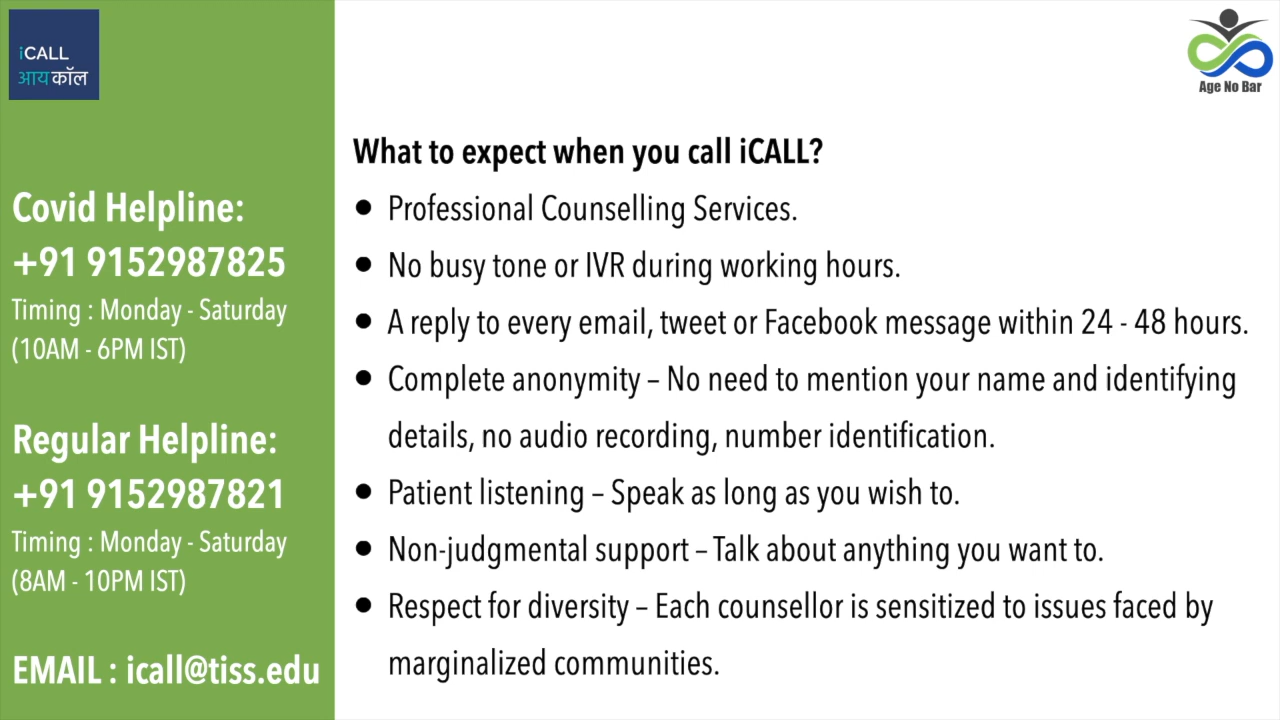 iCALL
आय कॉल
Covid Helpline:
+91 9152987825
Timing : Monday - Saturday
(10AM - 6PM IST)
Regular Helpline:
+91 9152987821
Timing : Monday - Saturday
(8AM - 10PM IST)
EMAIL : icall@tiss.edu
Age No Bar
What to expect when you call iCALL?
● Professional Counselling Services.
● No busy tone or IVR during working hours.
● A reply to every email, tweet or Facebook message within 24 - 48 hours.
● Complete anonymity – No need to mention your name and identifying
details, no audio recording, number identification.
● Patient listening – Speak as long as you wish to.
● Non-judgmental support – Talk about anything you want to.
● Respect for diversity – Each counsellor is sensitized to issues faced by
marginalized communities.